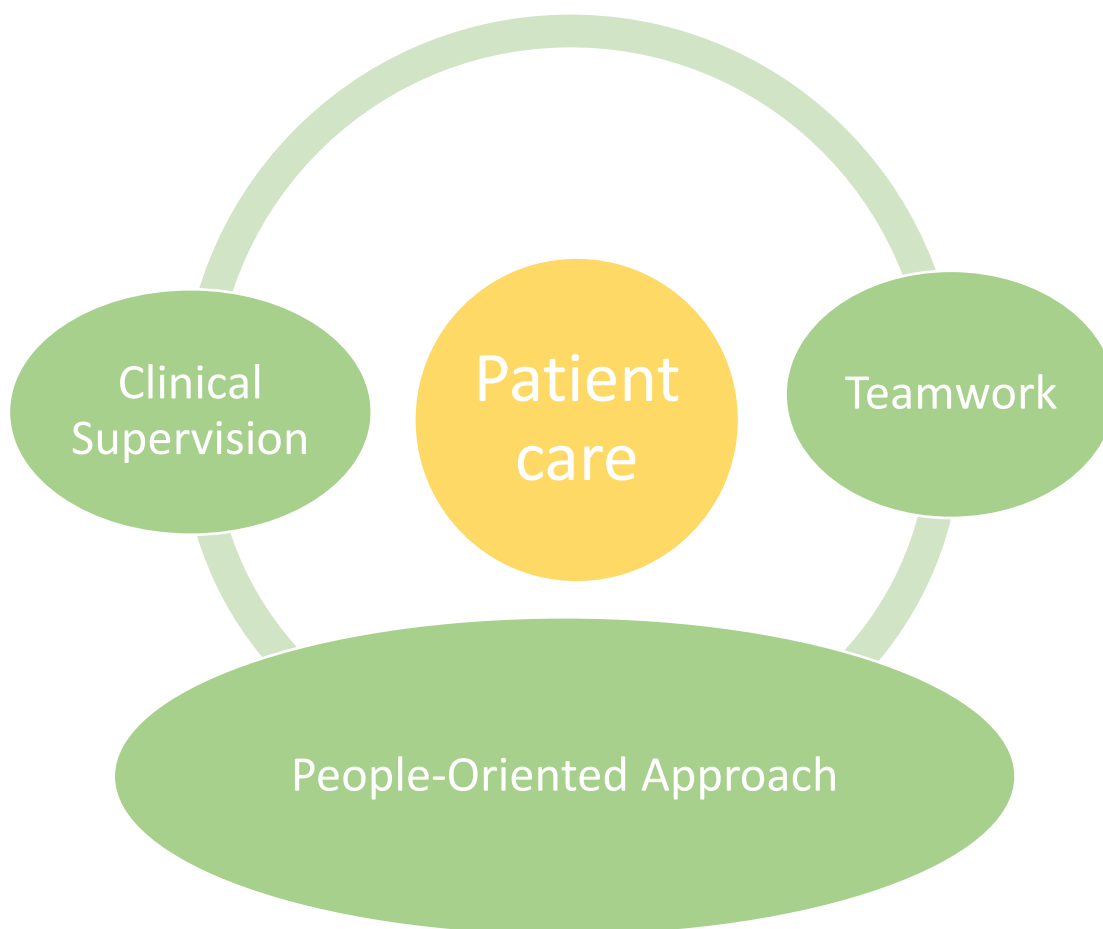 Patient
care
Clinical
Supervision
Teamwork
People-Oriented Approach